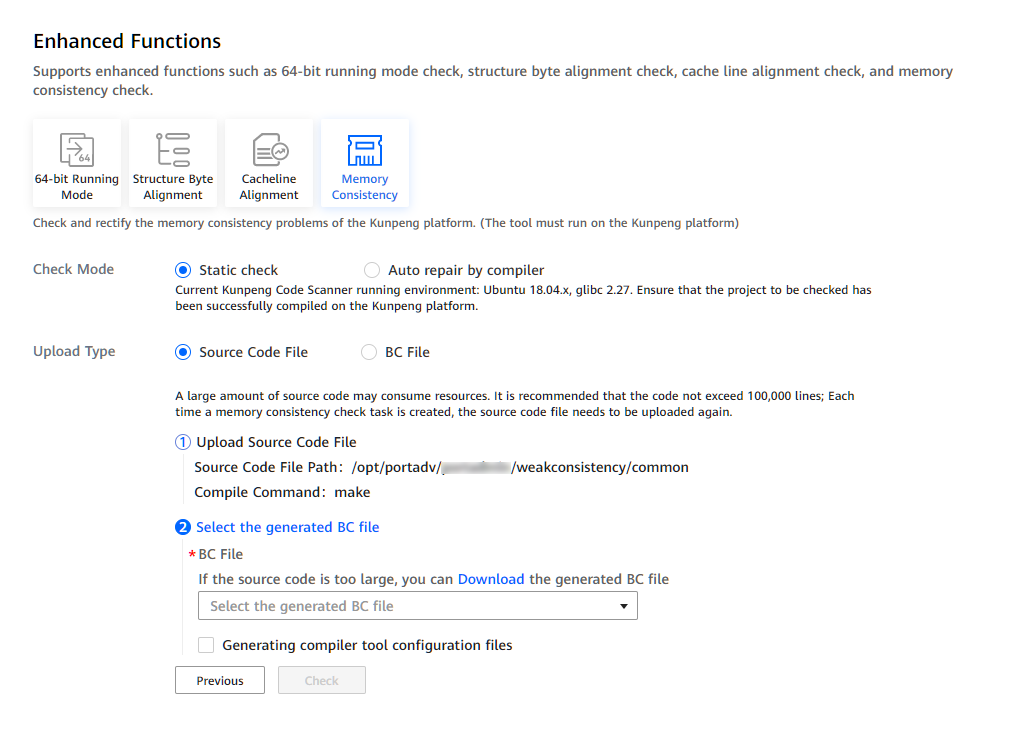 Enhanced Functions
Supports enhanced functions such as 64-bit running mode check, structure byte alignment check, cache line alignment check, and memory
consistency check.
64
64-bit Running
Mode
Structure Byte
Alignment
Cacheline
Alignment
Memory
Consistency
Check and rectify the memory consistency problems of the Kunpeng platform. (The tool must run on the Kunpeng platform)
Check Mode
Static check
Auto repair by compiler
Current Kunpeng Code Scanner running environment: Ubuntu 18.04.x, glibc 2.27. Ensure that the project to be checked has
been successfully compiled on the Kunpeng platform.
Upload Type
Source Code File
BC File
A large amount of source code may consume resources. It is recommended that the code not exceed 100,000 lines; Each
time a memory consistency check task is created, the source code file needs to be uploaded again.
1 Upload Source Code File
Source Code File Path: /opt/portadv/ /weakconsistency/common
Compile Command: make
2 Select the generated BC file
* BC File
If the source code is too large, you can Download the generated BC file
Select the generated BC file
Generating compiler tool configuration files
Previous
Check